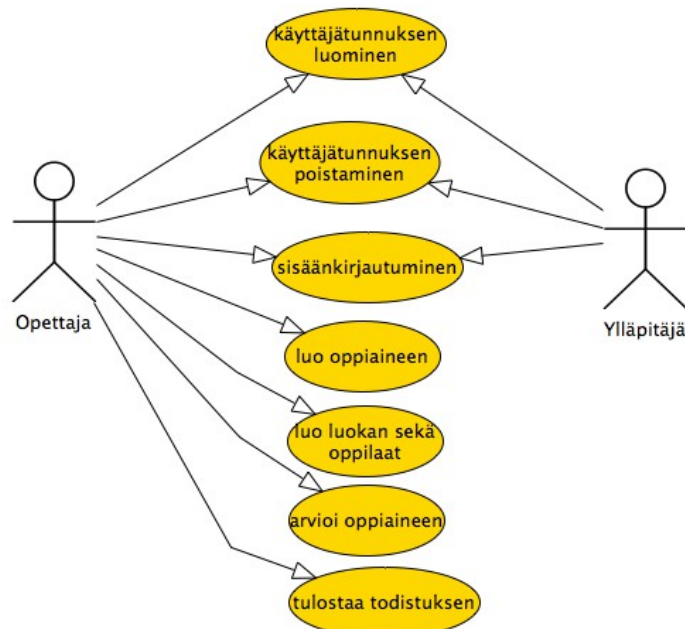 käyttäjätunnuksen
luominen
käyttäjätunnuksen
poistaminen
sisäänkirjautuminen
Opettaja
Ylläpitäjä
luo oppiaineen
luo luokan sekä
oppilaat
arvioi oppiaineen
tulostaa todistuksen